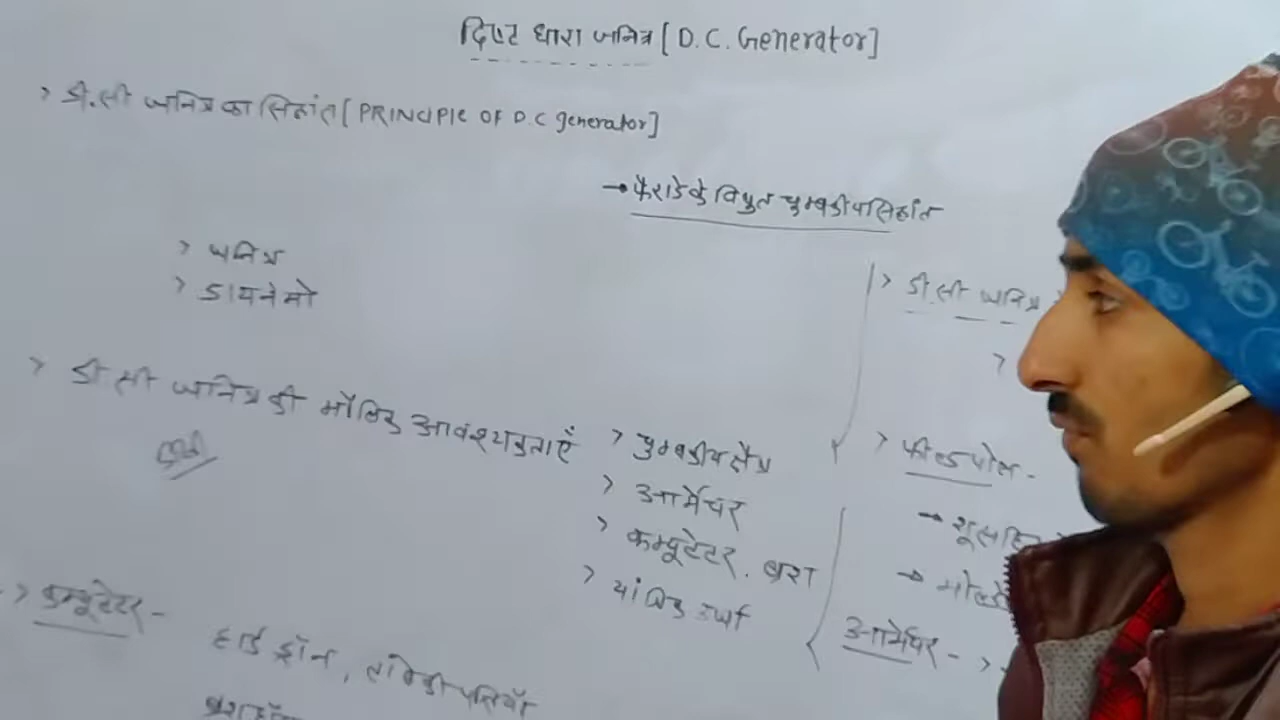 दिष्ट धारा जनित्र [D.C. Generator]
> डी.सी जनित्र का सिद्धांत [PRINCIPLE OF D.C generator]
→ फैराडे के विद्युत चुम्बकीय सिद्धांत
> जनित्र
> डायनेमो
> डी.सी जनित्र की मौलिक आवश्यकताएँ
> चुम्बकीय क्षेत्र
> आर्मेचर
> कम्यूटेटर. ब्रश
> यांत्रिक ऊर्जा
> डी.सी जनित्र
>
> फील्ड पोल -
→
→
आर्मेचर - >
> कम्यूटेटर -
हार्ड ड्रॉन, तांबे की पत्तियाँ